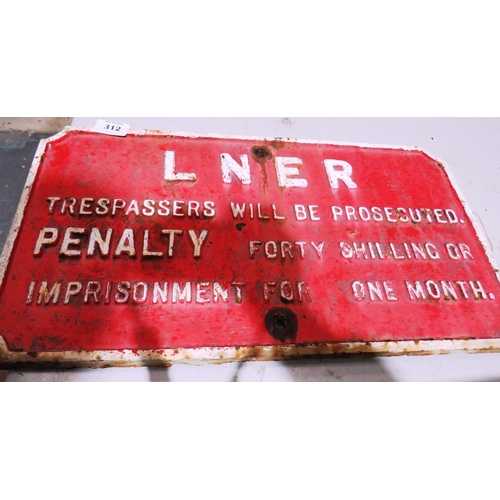 312
LNER
TRESPASSERS WILL BE PROSECUTED.
PENALTY FORTY SHILLING OR
IMPRISONMENT FOR ONE MONTH.